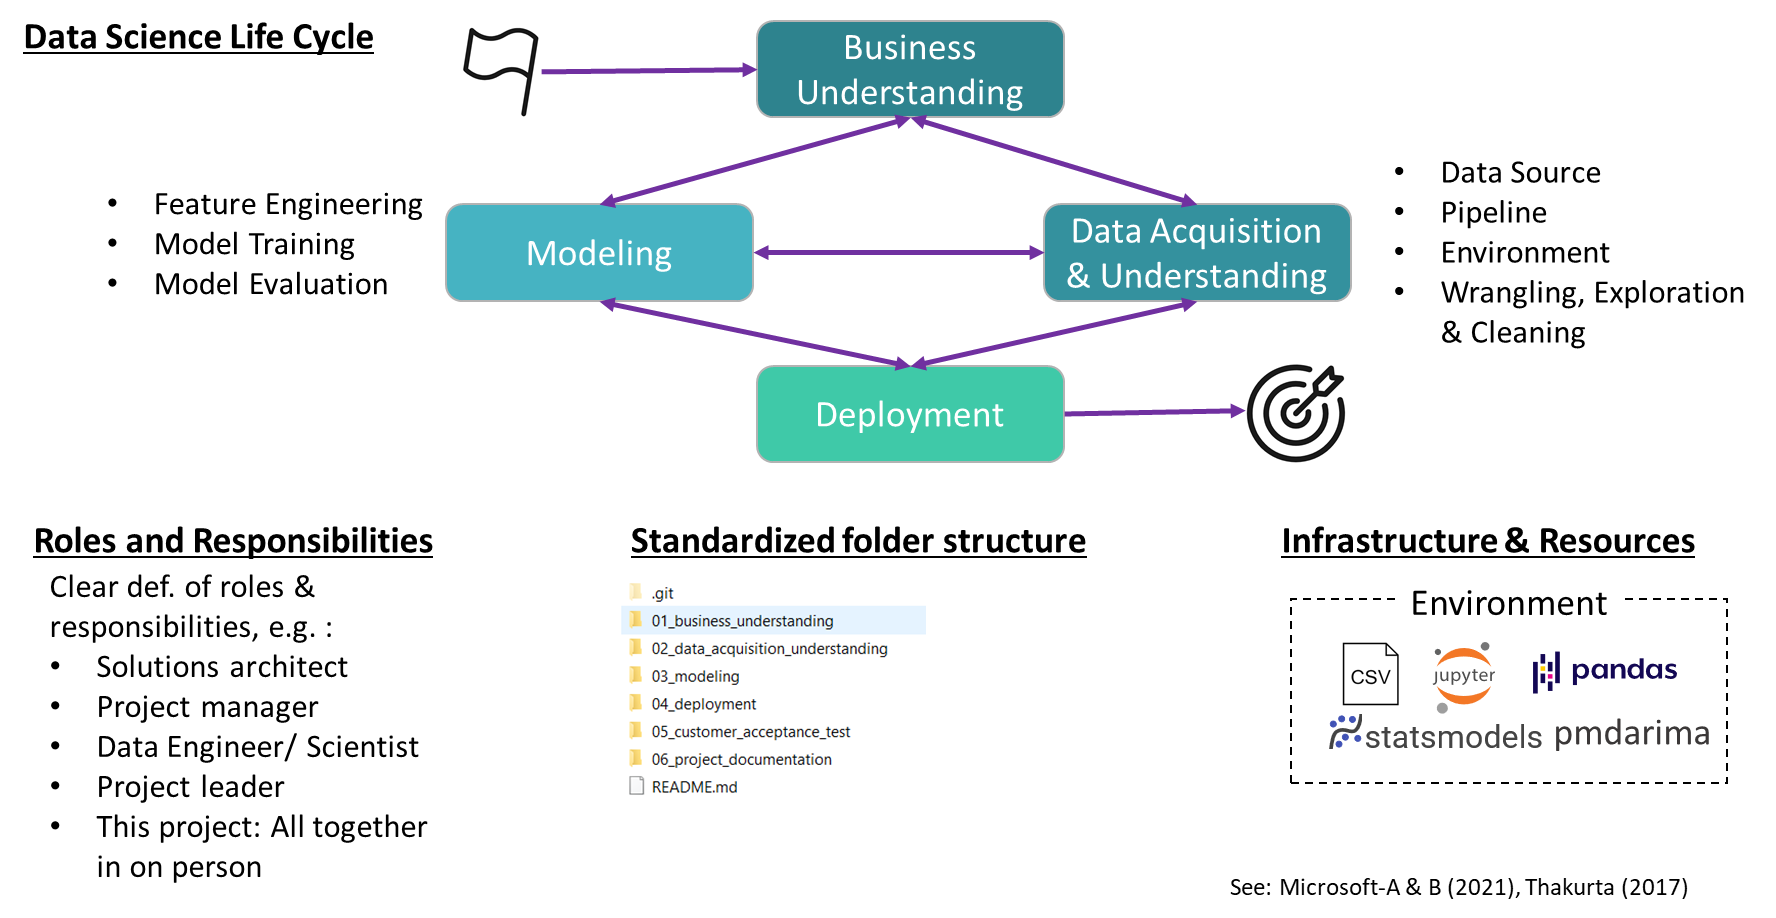 Data Science Life Cycle
Business
Understanding
• Feature Engineering
• Model Training
• Model Evaluation
Modeling
Data Acquisition
& Understanding
• Data Source
• Pipeline
• Environment
• Wrangling, Exploration
& Cleaning
Deployment
Roles and Responsibilities
Clear def. of roles &
responsibilities, e.g. :
• Solutions architect
• Project manager
• Data Engineer/ Scientist
• Project leader
• This project: All together
in on person
Standardized folder structure
.git
01_business_understanding
02_data_acquisition_understanding
03_modeling
04_deployment
05_customer_acceptance_test
06_project_documentation
README.md
Infrastructure & Resources
Environment
CSV
jupyter
pandas
statsmodels
pmdarima
See: Microsoft-A & B (2021), Thakurta (2017)